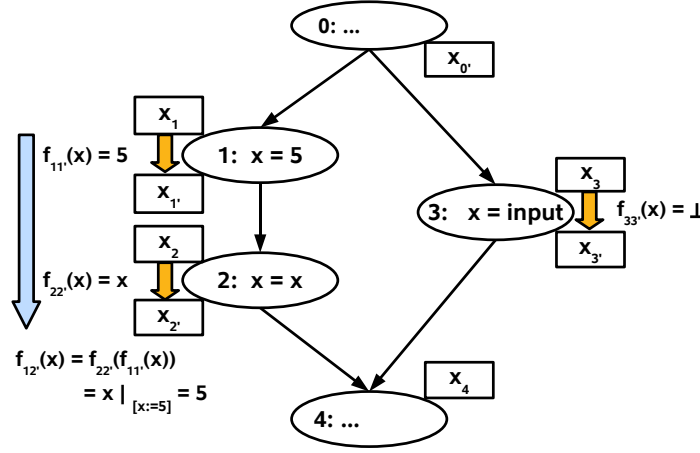 0: ...
x0'
x1
f11'(x) = 5
1: x = 5
x1'
x3
3: x = input
f33'(x) = ⊥
x3'
x2
f22'(x) = x
2: x = x
x2'
f12'(x) = f22'(f11'(x))
= x |[x:=5] = 5
x4
4: ...